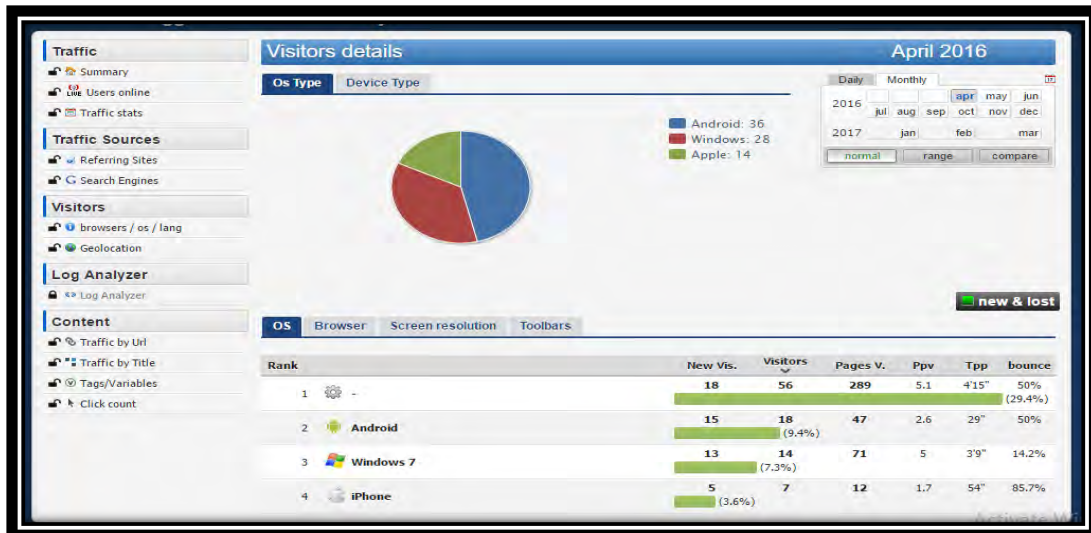 Traffic
Summary
LIVE Users online
Traffic stats
Traffic Sources
Referring Sites
G Search Engines
Visitors
browsers / os / lang
Geolocation
Log Analyzer
Log Analyzer
Content
Traffic by Url
Traffic by Title
Tags/Variables
Click count
Visitors details April 2016
Os Type Device Type
Android: 36
Windows: 28
Apple: 14
Daily Monthly
2016 apr may jun
jul aug sep oct nov dec
2017 jan feb mar
normal range compare
new & lost
OS Browser Screen resolution Toolbars
Rank New Vis. Visitors Pages V. Ppv Tpp bounce
1 - 18 56 289 5.1 4'15" 50%
(29.4%)
2 Android 15 18 47 2.6 29" 50%
(9.4%)
3 Windows 7 13 14 71 5 3'9" 14.2%
(7.3%)
4 iPhone 5 7 12 1.7 54" 85.7%
(3.6%)
Activate Wi